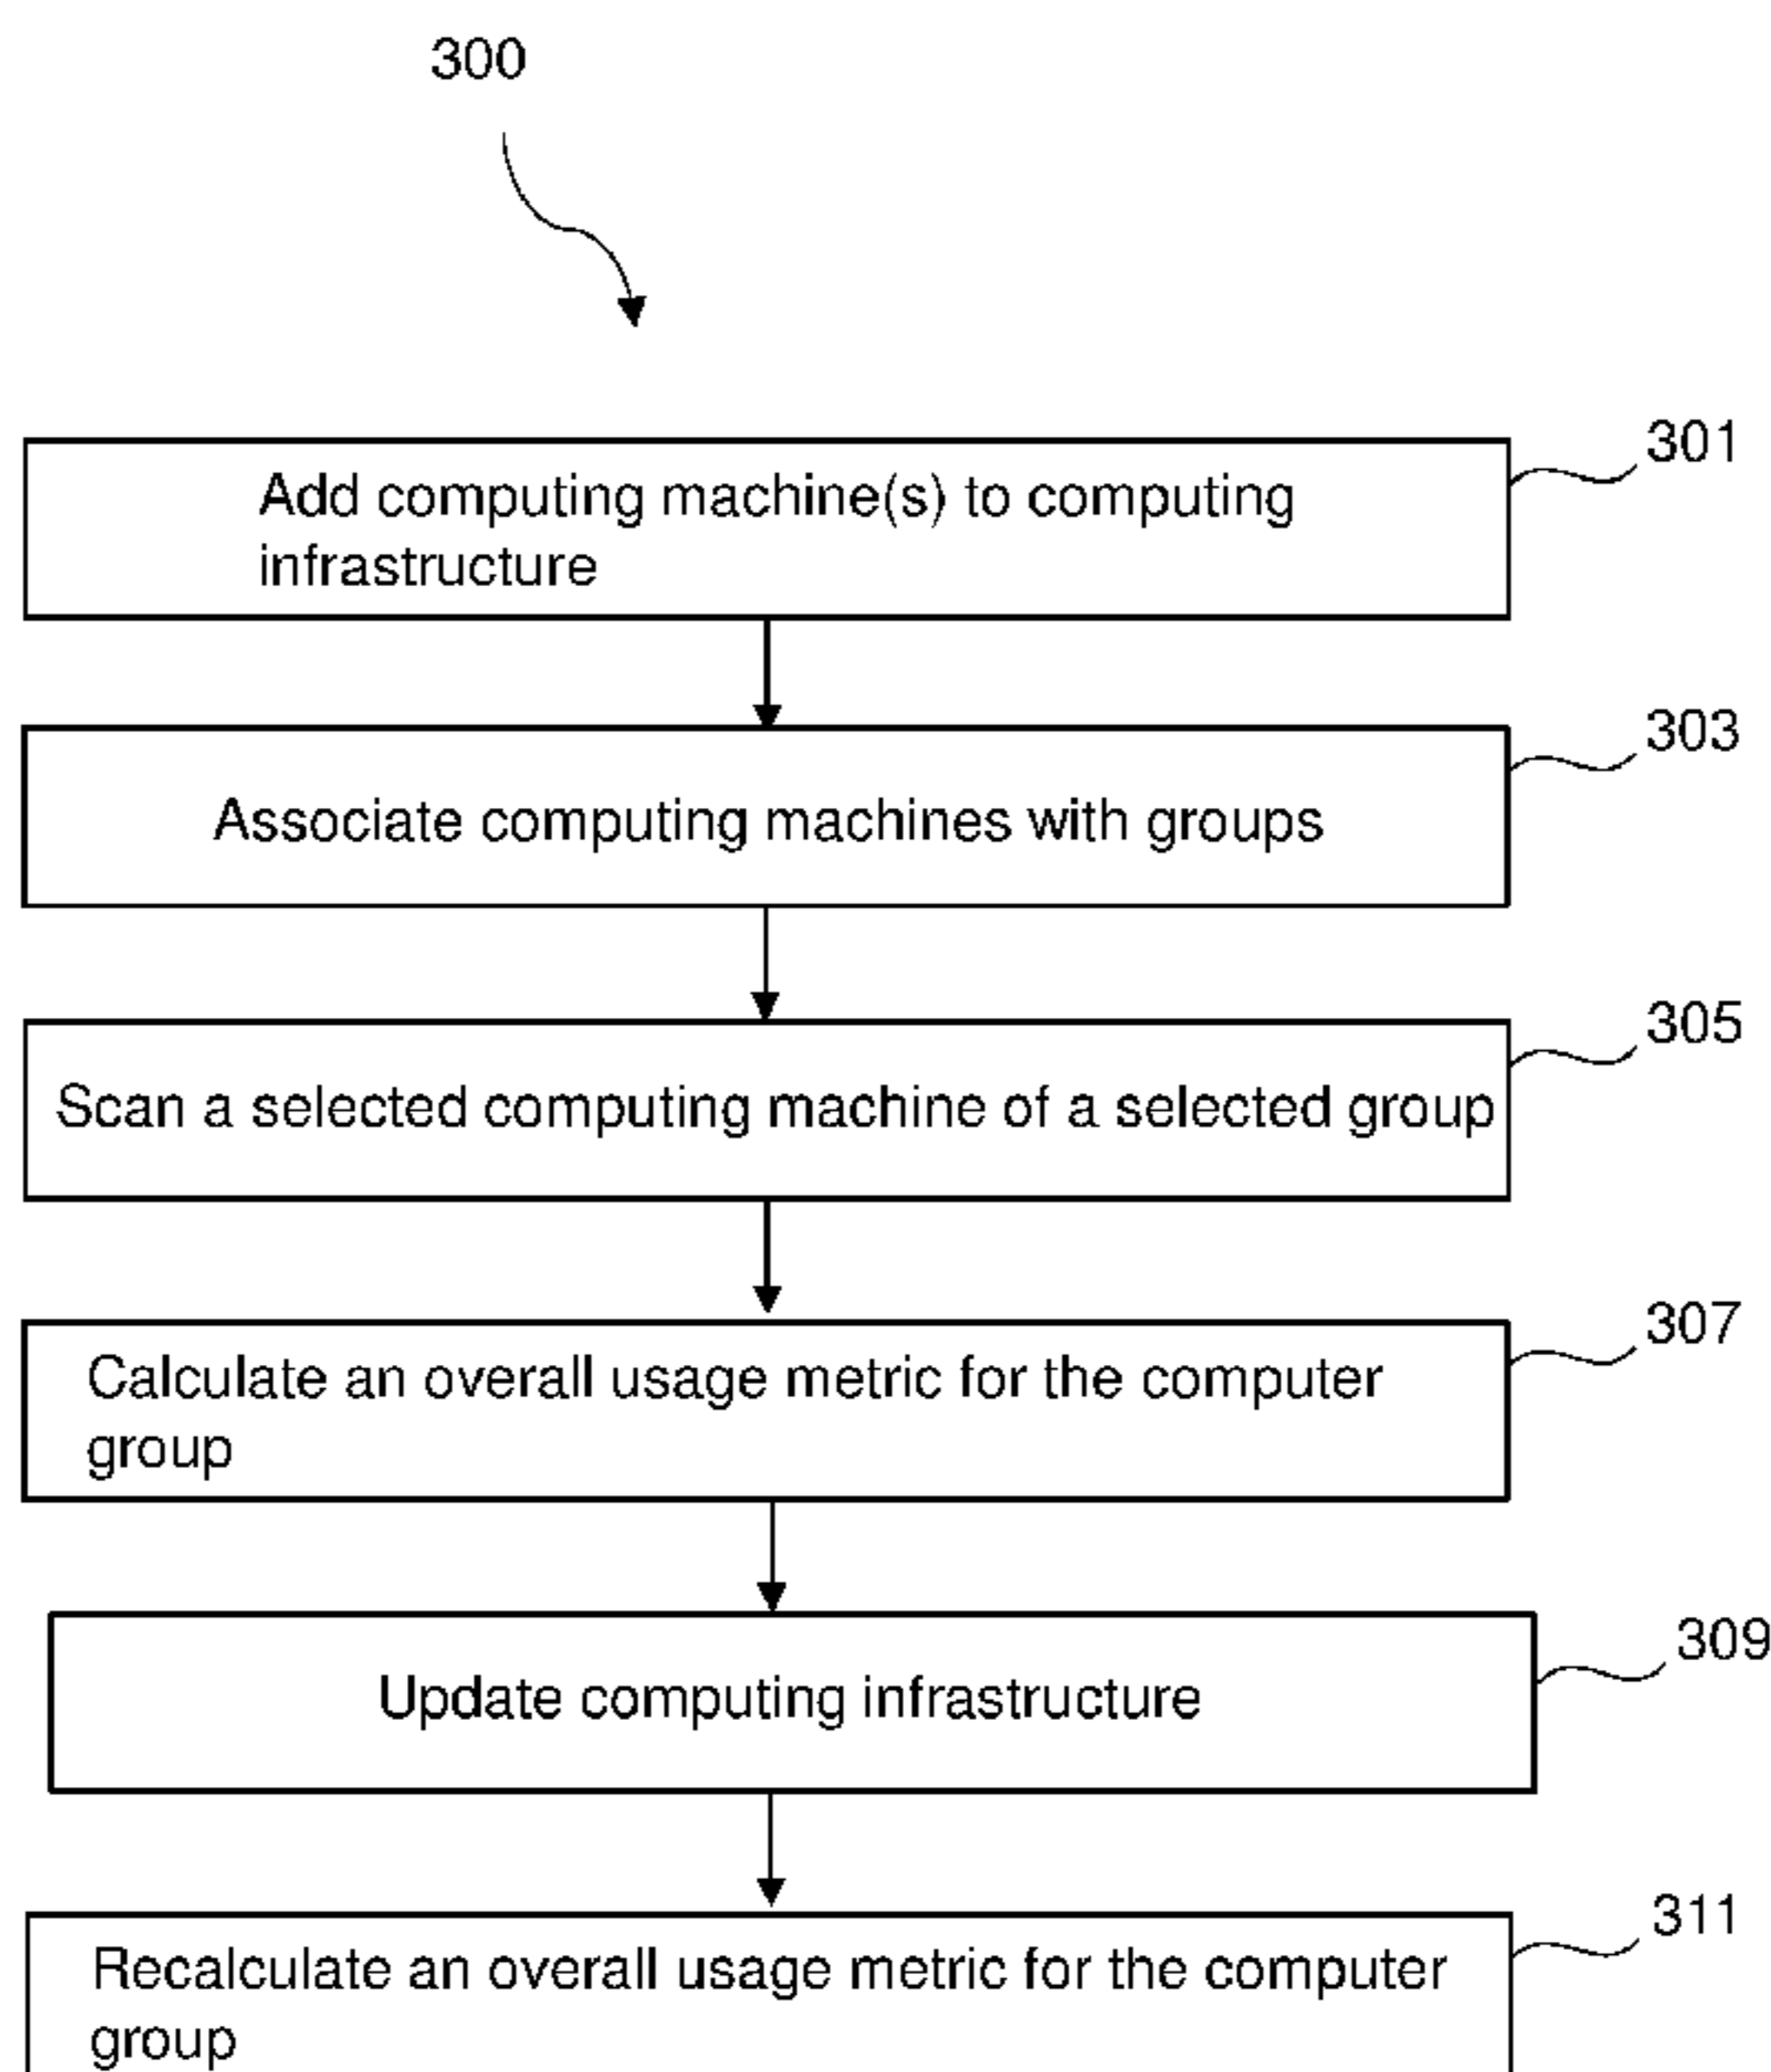 300
301
Add computing machine(s) to computing
infrastructure
303
Associate computing machines with groups
305
Scan a selected computing machine of a selected group
307
Calculate an overall usage metric for the computer
group
309
Update computing infrastructure
311
Recalculate an overall usage metric for the computer
group